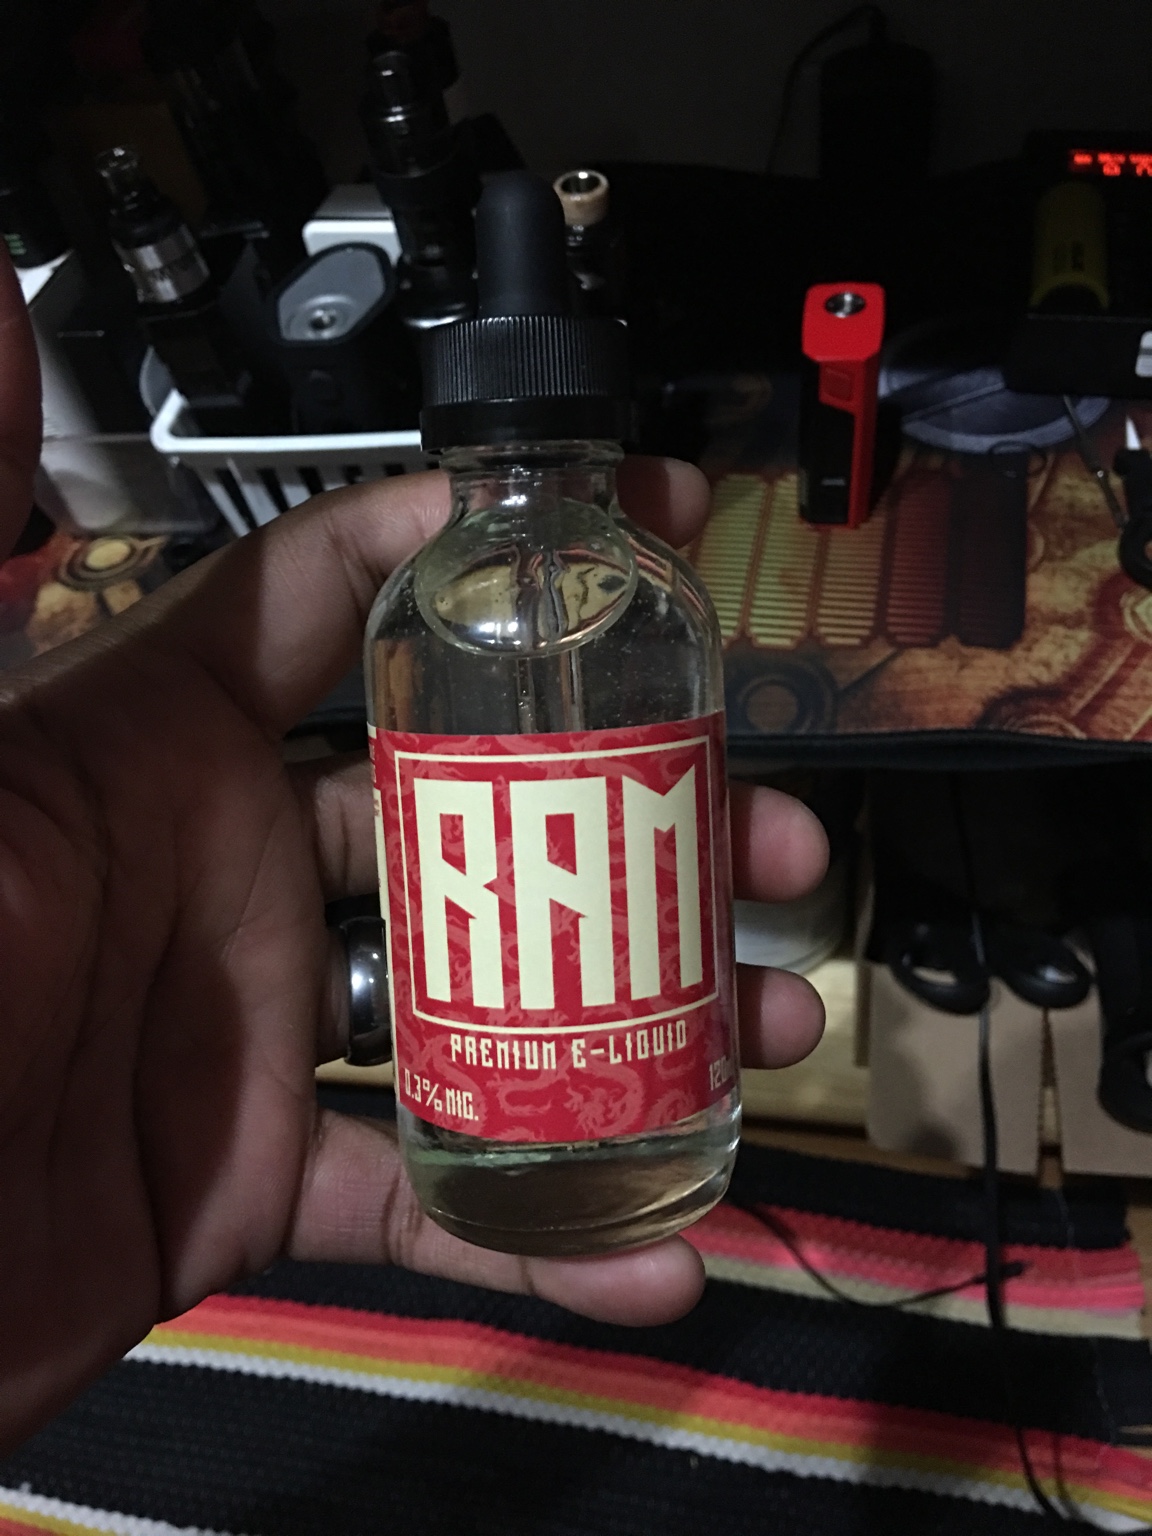 RAM
PREMIUM E-LIQUID
0.3% NIC.